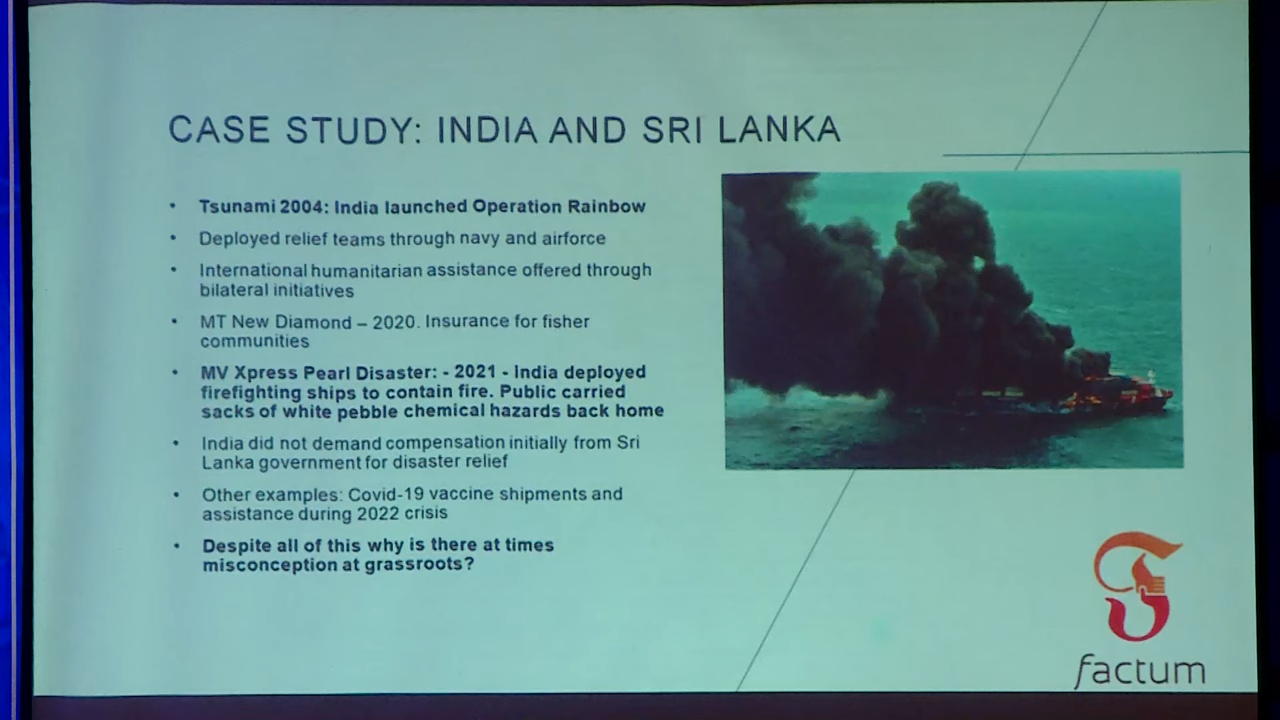 CASE STUDY: INDIA AND SRI LANKA
• Tsunami 2004: India launched Operation Rainbow
• Deployed relief teams through navy and airforce
• International humanitarian assistance offered through
bilateral initiatives
• MT New Diamond – 2020. Insurance for fisher
communities
• MV Xpress Pearl Disaster: - 2021 - India deployed
firefighting ships to contain fire. Public carried
sacks of white pebble chemical hazards back home
• India did not demand compensation initially from Sri
Lanka government for disaster relief
• Other examples: Covid-19 vaccine shipments and
assistance during 2022 crisis
• Despite all of this why is there at times
misconception at grassroots?
factum